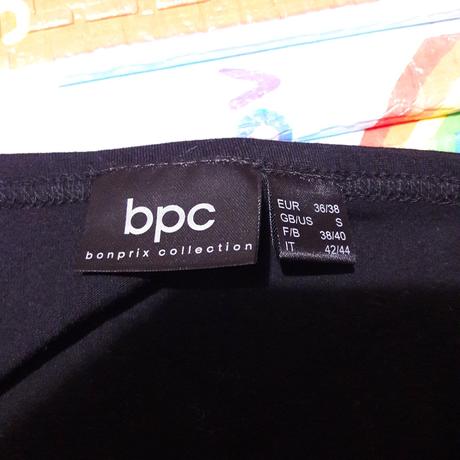 bpc
bonprix collection
EUR 36/38
GB/US S
F/B 38/40
IT 42/44